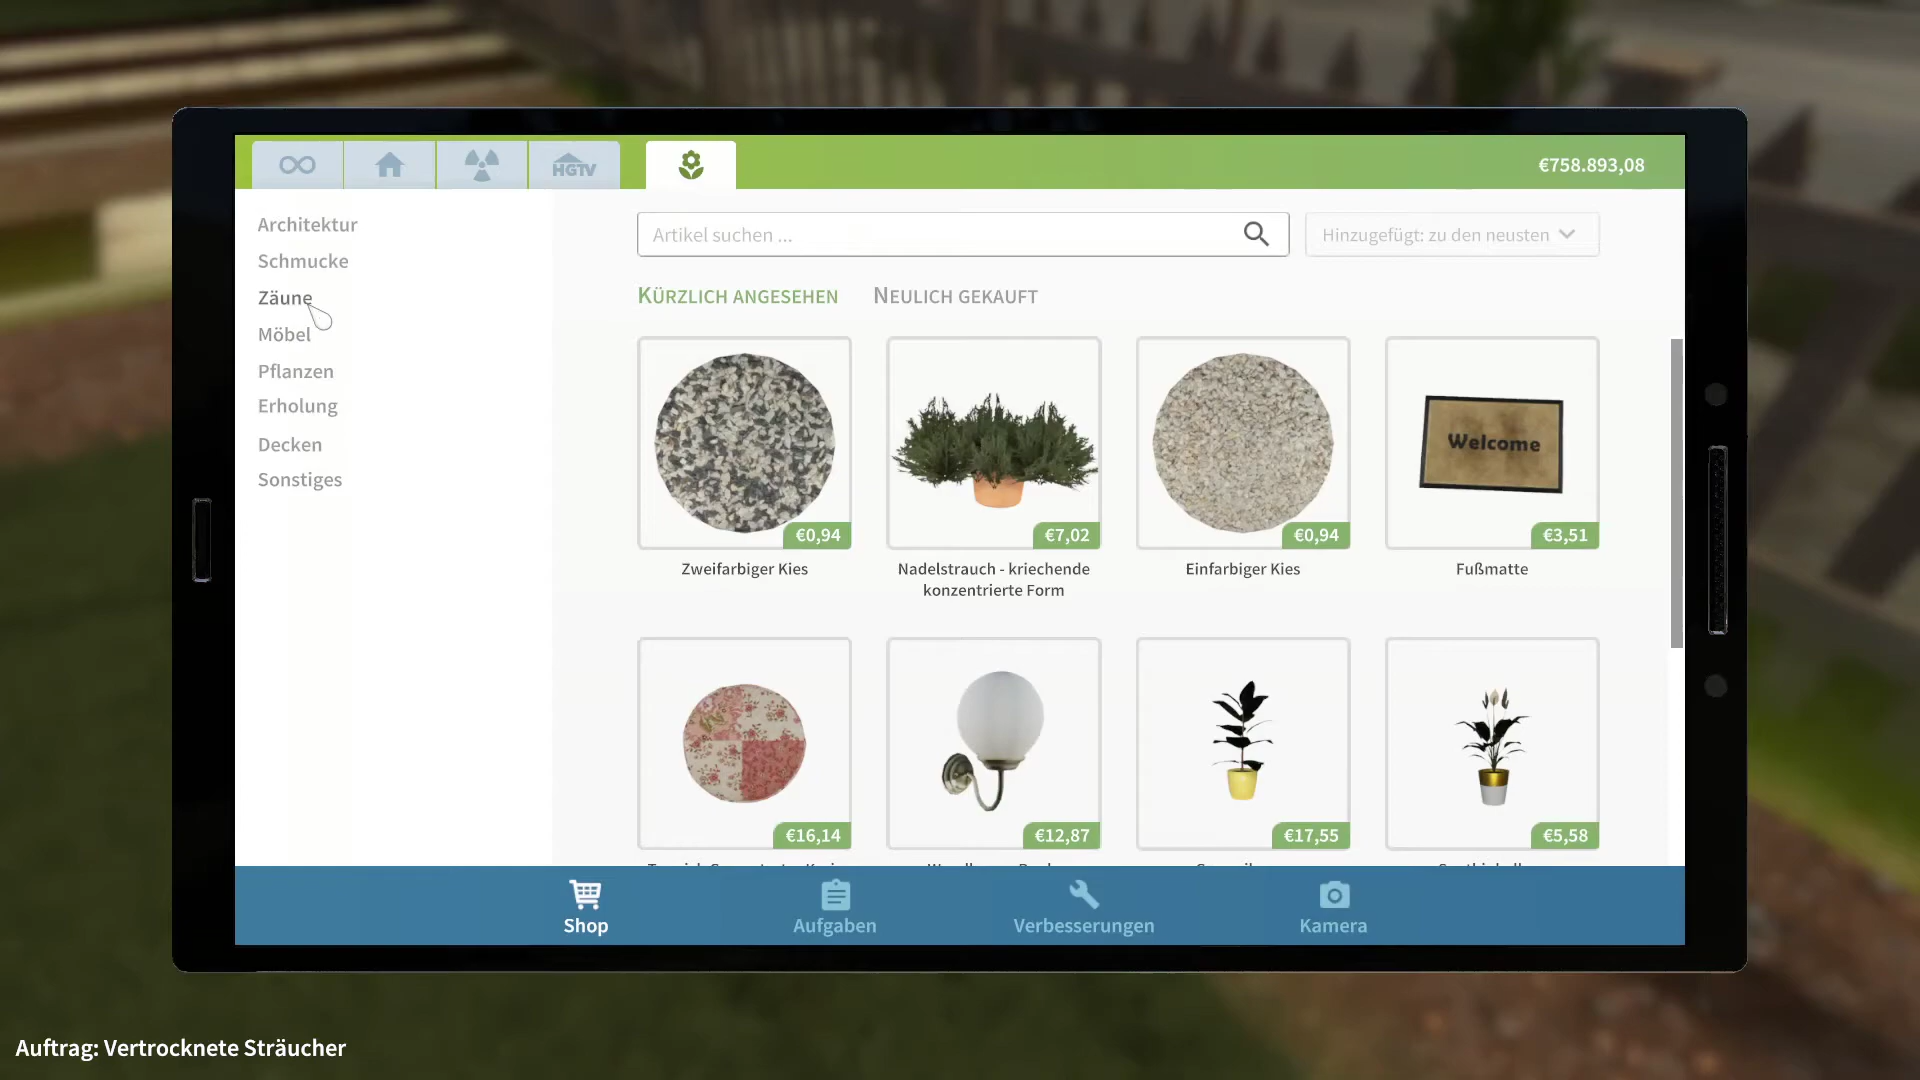 HGTV
€758.893,08
Architektur
Schmucke
Zäune
Möbel
Pflanzen
Erholung
Decken
Sonstiges
Artikel suchen ...
Hinzugefügt: zu den neusten
KÜRZLICH ANGESEHEN
NEULICH GEKAUFT
€0,94
€7,02
€0,94
Welcome
€3,51
Zweifarbiger Kies
Nadelstrauch - kriechende
konzentrierte Form
Einfarbiger Kies
Fußmatte
€16,14
€12,87
€17,55
€5,58
Shop
Aufgaben
Verbesserungen
Kamera
Auftrag: Vertrocknete Sträucher